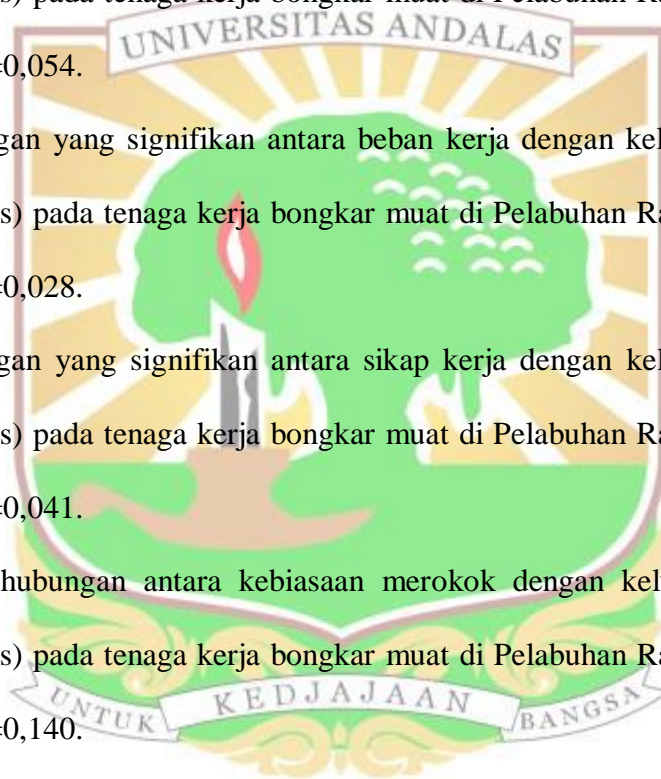 pada tenaga kerja bongkar muat di Pelabuhan
UNIVERSITAS ANDALAS
0,054.
yang signifikan antara beban kerja dengan
s) pada tenaga kerja bongkar muat di Pelabuhan Ra
0,028.
gan yang signifikan antara sikap kerja dengan kel
s) pada tenaga kerja bongkar muat di Pelabuhan Ra
0,041.
hubungan antara kebiasaan merokok dengan kel
s) pada tenaga kerja bongkar muat di Pelabuhan Ra
UNTUK KEDJAJAAN BANGSA
0,140.